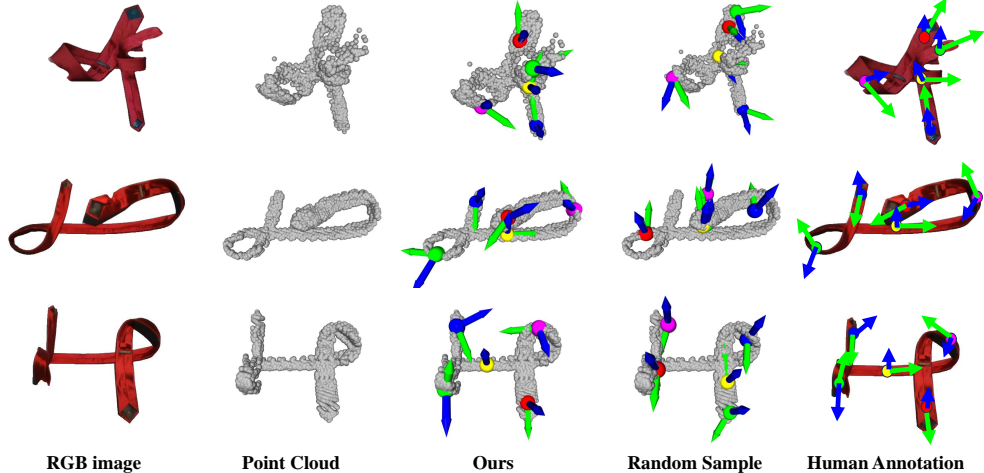 RGB image
Point Cloud
Ours
Random Sample
Human Annotation